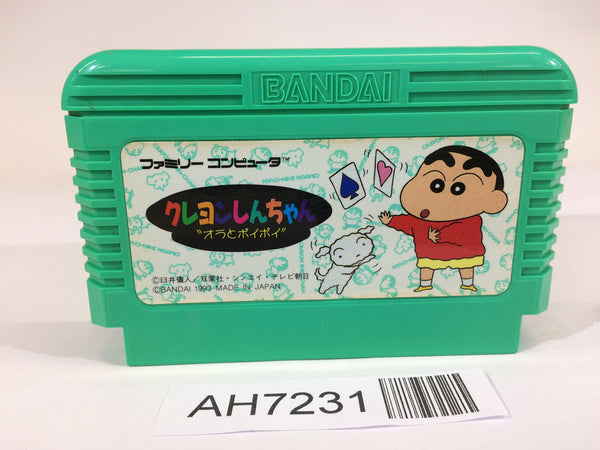 BANDAI
ファミリー コンピュータ™
クレヨンしんちゃん
"オラとポイポイ"
©臼井儀人／双葉社・シンエイ・テレビ朝日
©BANDAI 1993 MADE IN JAPAN
AH7231